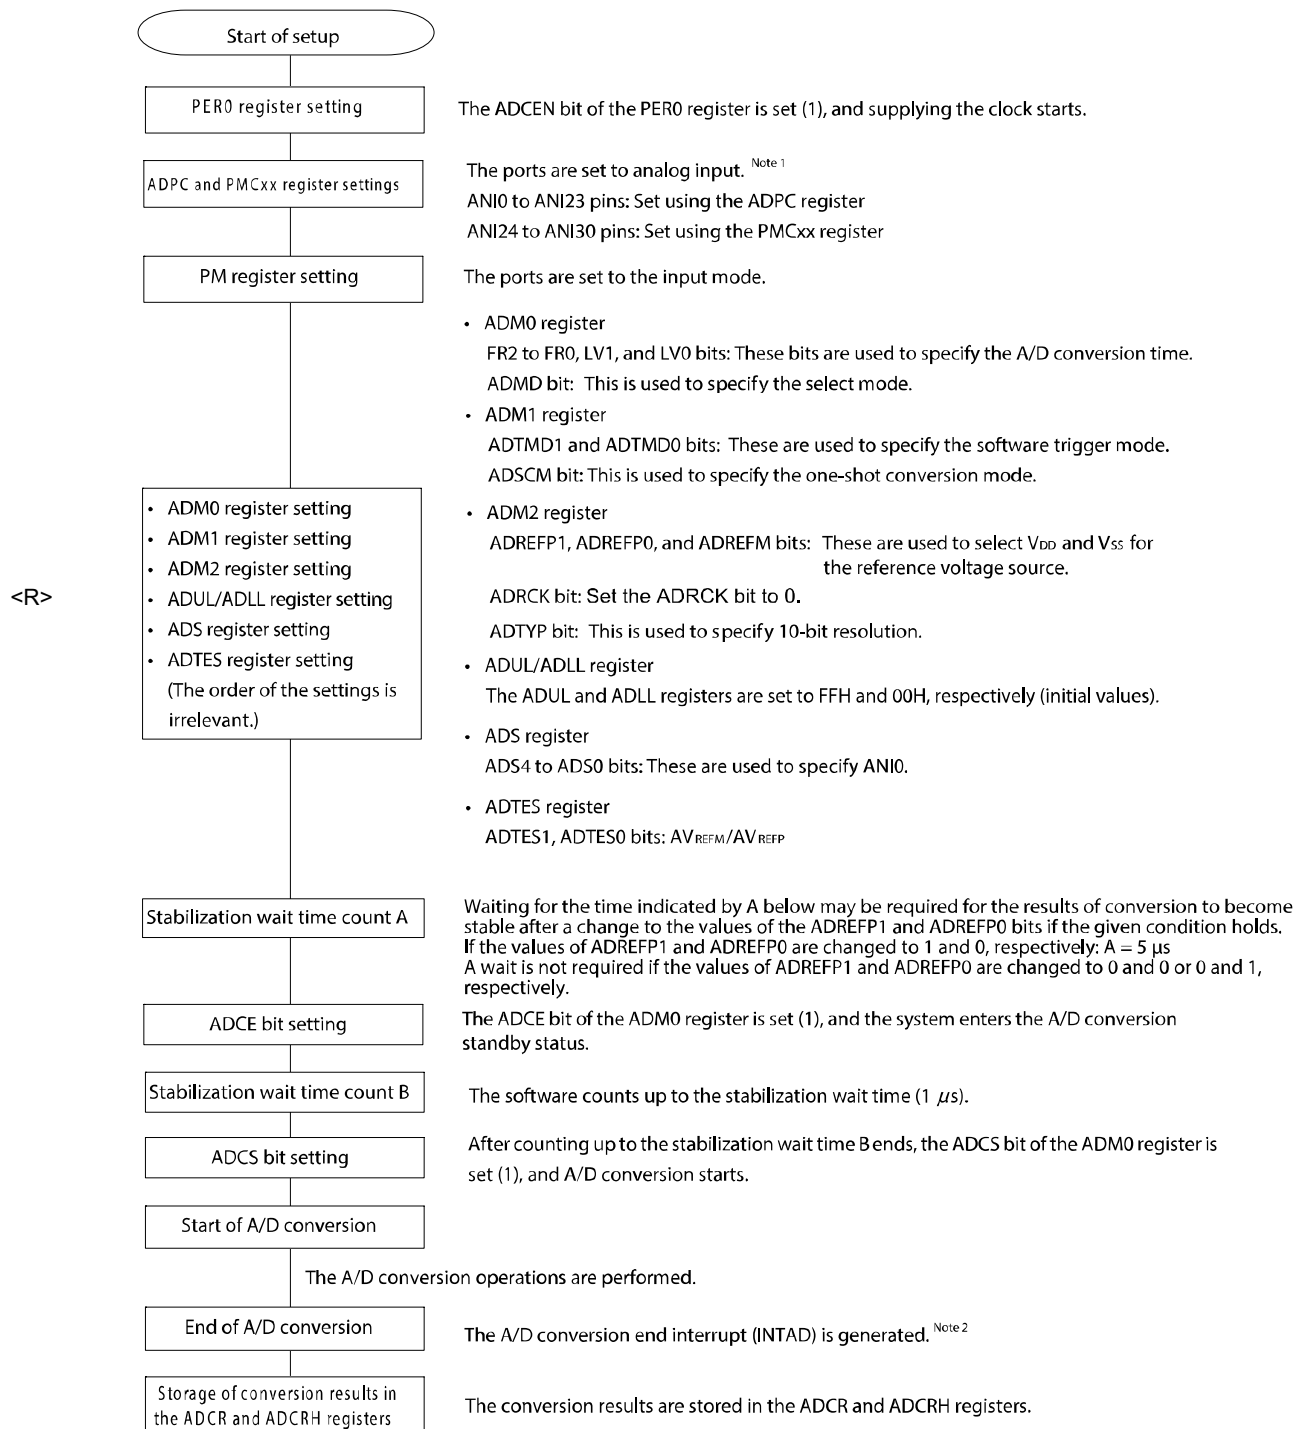 Start of setup
PER0 register setting
The ADCEN bit of the PER0 register is set (1), and supplying the clock starts.
ADPC and PMCxx register settings
The ports are set to analog input. Note 1
ANI0 to ANI23 pins: Set using the ADPC register
ANI24 to ANI30 pins: Set using the PMCxx register
PM register setting
The ports are set to the input mode.
• ADM0 register
FR2 to FR0, LV1, and LV0 bits: These bits are used to specify the A/D conversion time.
ADMD bit: This is used to specify the select mode.
• ADM1 register
ADTMD1 and ADTMD0 bits: These are used to specify the software trigger mode.
ADSCM bit: This is used to specify the one-shot conversion mode.
• ADM2 register
ADREFP1, ADREFP0, and ADREFM bits: These are used to select VDD and VSS for
the reference voltage source.
ADRCK bit: Set the ADRCK bit to 0.
ADTYP bit: This is used to specify 10-bit resolution.
• ADUL/ADLL register
The ADUL and ADLL registers are set to FFH and 00H, respectively (initial values).
• ADS register
ADS4 to ADS0 bits: These are used to specify ANI0.
• ADTES register
ADTES1, ADTES0 bits: AVREFM/AVREFP
<R>
• ADM0 register setting
• ADM1 register setting
• ADM2 register setting
• ADUL/ADLL register setting
• ADS register setting
• ADTES register setting
(The order of the settings is
irrelevant.)
Stabilization wait time count A
Waiting for the time indicated by A below may be required for the results of conversion to become
stable after a change to the values of the ADREFP1 and ADREFP0 bits if the given condition holds.
If the values of ADREFP1 and ADREFP0 are changed to 1 and 0, respectively: A = 5 µs
A wait is not required if the values of ADREFP1 and ADREFP0 are changed to 0 and 0 or 0 and 1,
respectively.
ADCE bit setting
The ADCE bit of the ADM0 register is set (1), and the system enters the A/D conversion
standby status.
Stabilization wait time count B
The software counts up to the stabilization wait time (1 µs).
ADCS bit setting
After counting up to the stabilization wait time B ends, the ADCS bit of the ADM0 register is
set (1), and A/D conversion starts.
Start of A/D conversion
The A/D conversion operations are performed.
End of A/D conversion
The A/D conversion end interrupt (INTAD) is generated. Note 2
Storage of conversion results in
the ADCR and ADCRH registers
The conversion results are stored in the ADCR and ADCRH registers.